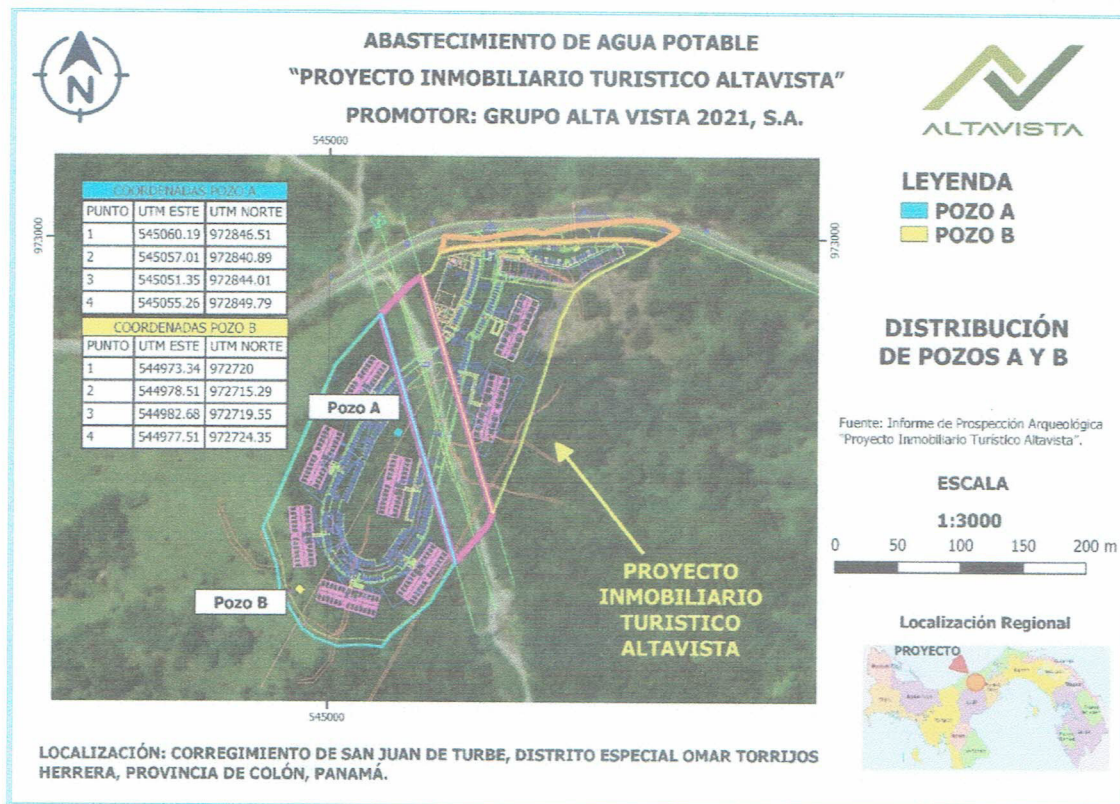 ABASTECIMIENTO DE AGUA POTABLE
“PROYECTO INMOBILIARIO TURISTICO ALTAVISTA”
PROMOTOR: GRUPO ALTA VISTA 2021, S.A.
N
ALTAVISTA
545000
973000
973000
COORDENADAS POZO A
PUNTO UTM ESTE UTM NORTE
1 545060.19 972846.51
2 545057.01 972840.89
3 545051.35 972844.01
4 545055.26 972849.79
COORDENADAS POZO B
PUNTO UTM ESTE UTM NORTE
1 544973.34 972720
2 544978.51 972715.29
3 544982.68 972719.55
4 544977.51 972724.35
Pozo A
Pozo B
PROYECTO
INMOBILIARIO
TURISTICO
ALTAVISTA
545000
LEYENDA
POZO A
POZO B
DISTRIBUCIÓN
DE POZOS A Y B
Fuente: Informe de Prospección Arqueológica
“Proyecto Inmobiliario Turístico Altavista”.
ESCALA
1:3000
0 50 100 150 200 m
Localización Regional
PROYECTO
LOCALIZACIÓN: CORREGIMIENTO DE SAN JUAN DE TURBE, DISTRITO ESPECIAL OMAR TORRIJOS
HERRERA, PROVINCIA DE COLÓN, PANAMÁ.